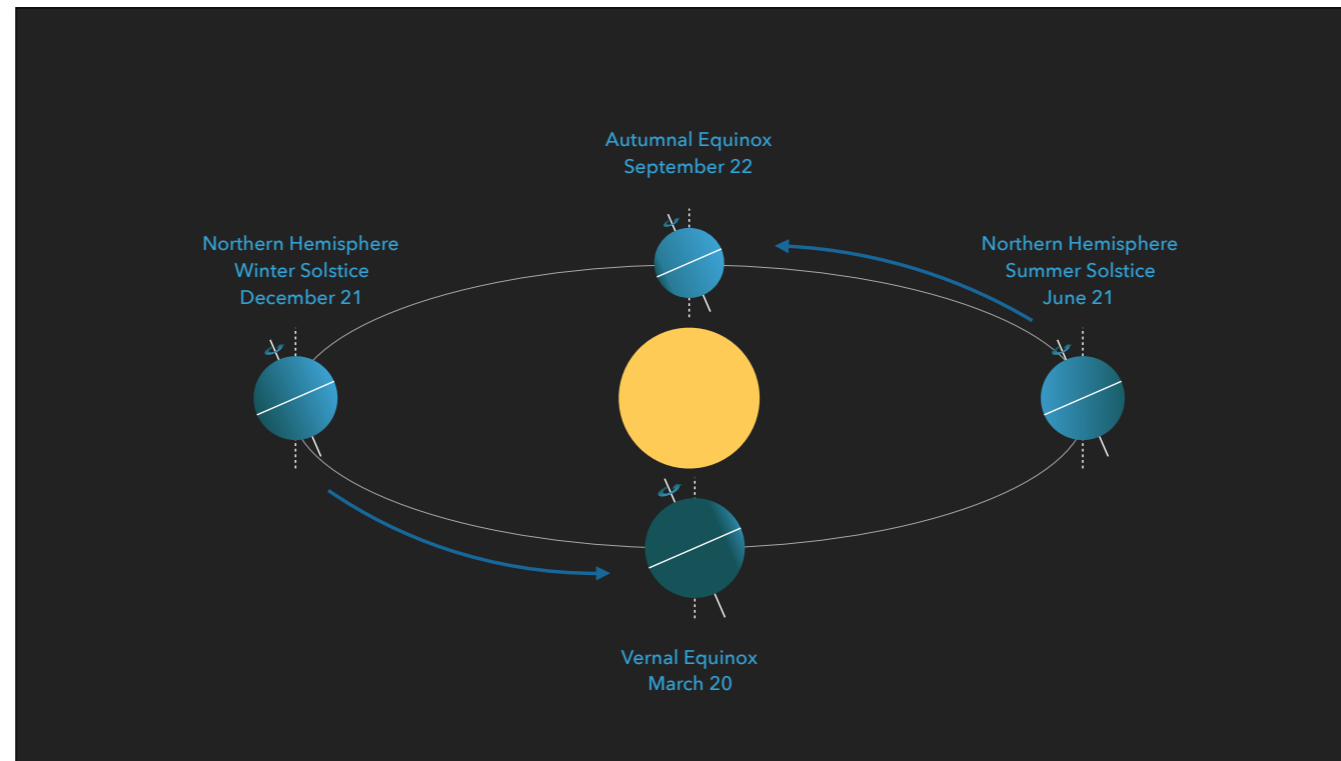 Autumnal Equinox
September 22
Northern Hemisphere
Winter Solstice
December 21
Northern Hemisphere
Summer Solstice
June 21
Vernal Equinox
March 20